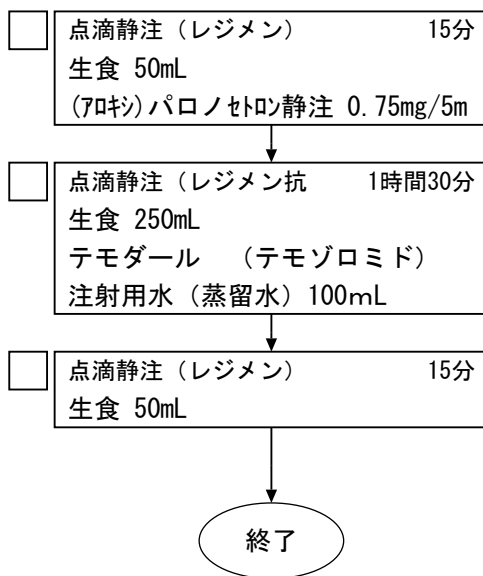 点滴静注（レジメン） 15分
生食 50mL
(ｱﾛｷｼ)パロノｾﾄﾛﾝ静注 0.75mg/5m
点滴静注（レジメン抗 1時間30分
生食 250mL
テモダール （テモゾロミド）
注射用水（蒸留水）100ｍL
点滴静注（レジメン） 15分
生食 50mL
終了